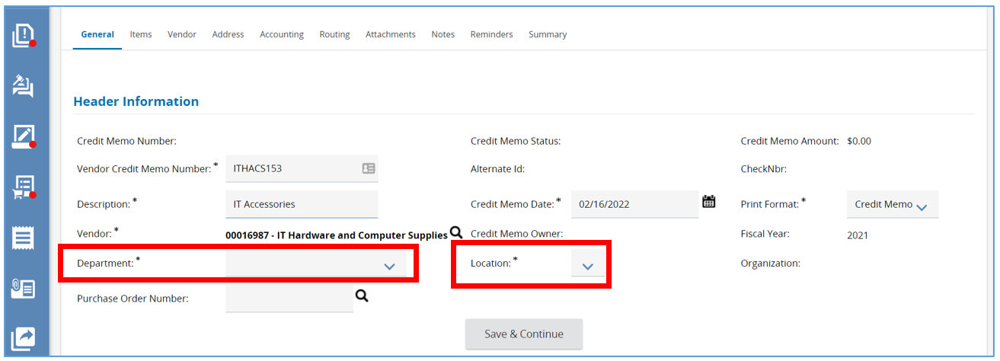 General Items Vendor Address Accounting Routing Attachments Notes Reminders Summary
Header Information
Credit Memo Number: Credit Memo Status: Credit Memo Amount: $0.00
Vendor Credit Memo Number: * ITHACS153 Alternate Id: CheckNbr:
Description: * IT Accessories Credit Memo Date: * 02/16/2022 Print Format: * Credit Memo
Vendor: * 00016987 - IT Hardware and Computer Supplies Credit Memo Owner: Fiscal Year: 2021
Department: * Location: * Organization:
Purchase Order Number:
Save & Continue